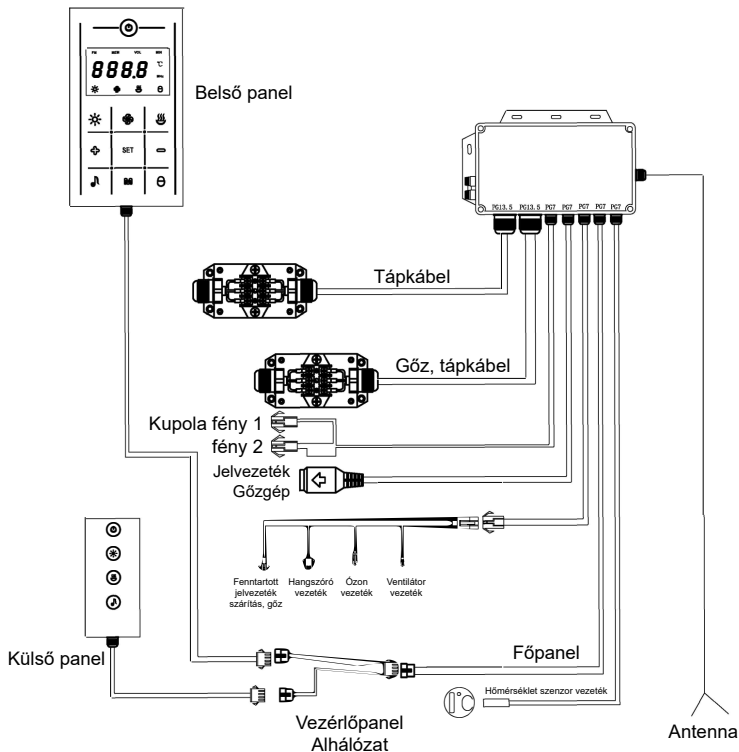 FM MEM VOL MIN
888.8 °C
SET
M
Belső panel
PG13.5 PG13.5 PG7 PG7 PG7 PG7 PG7
Tápkábel
Gőz, tápkábel
Kupola fény 1
fény 2
Jelvezeték
Gőzgép
Fenntartott
jelvezeték
szárítás, gőz
Hangszóró
vezeték
Ózon
vezeték
Ventilátor
vezeték
Külső panel
Főpanel
Hőmérséklet szenzor vezeték
Vezérlőpanel
Alhálózat
Antenna